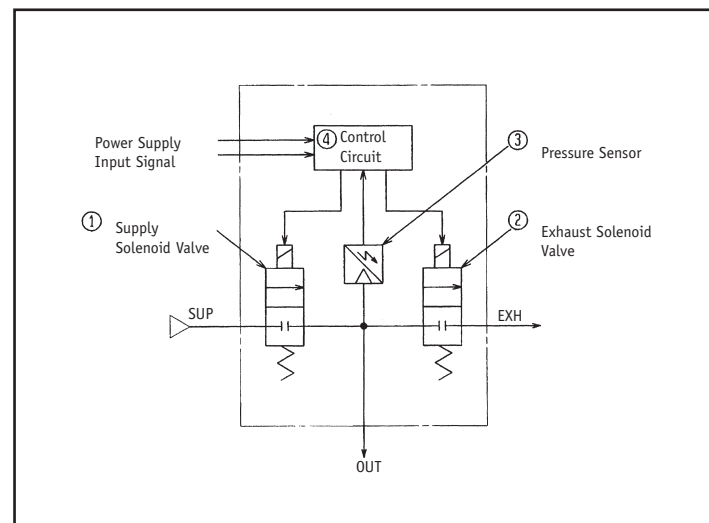 ④ Control
Circuit
Power Supply
Input Signal
③ Pressure Sensor
① Supply
Solenoid Valve
② Exhaust Solenoid
Valve
SUP
EXH
OUT